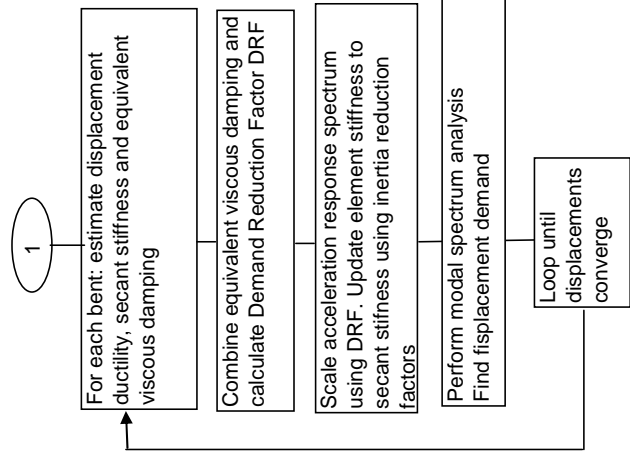 1
For each bent: estimate displacement
ductility, secant stiffness and equivalent
viscous damping
Combine equivalent viscous damping and
calculate Demand Reduction Factor DRF
Scale acceleration response spectrum
using DRF. Update element stiffness to
secant stifness using inertia reduction
factors
Perform modal spectrum analysis
Find fisplacement demand
Loop until
displacements
converge